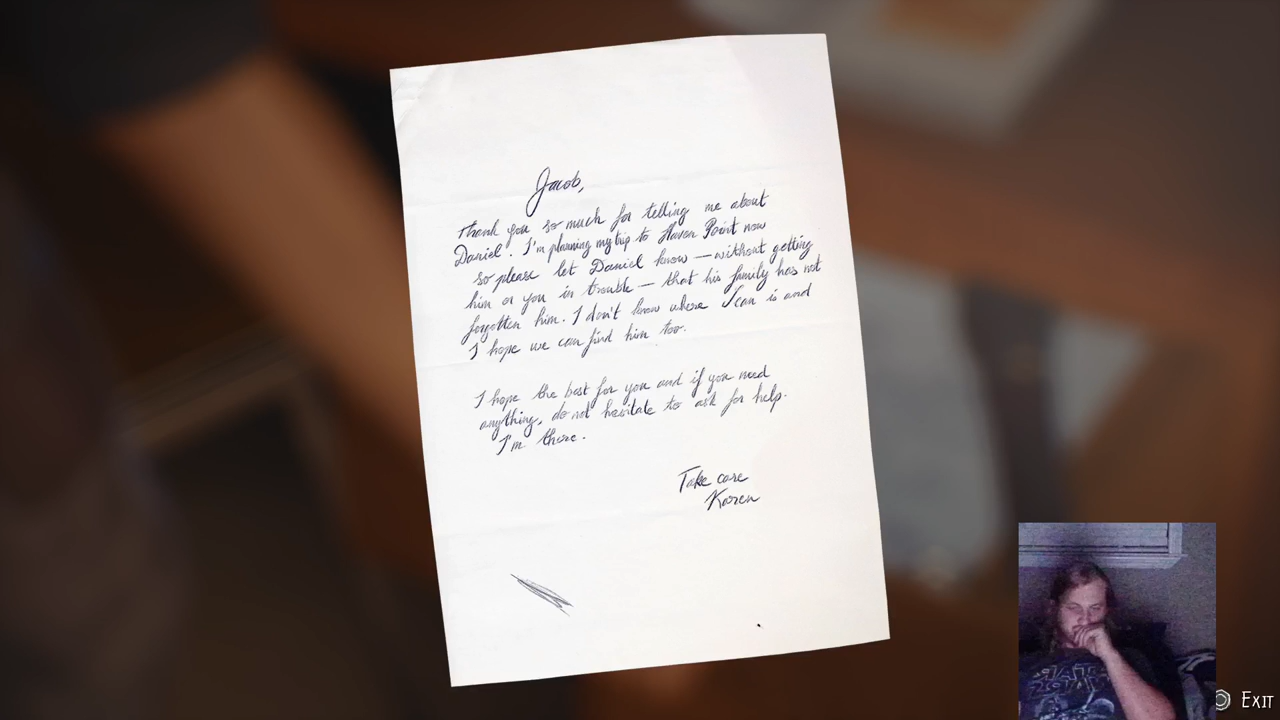 Jacob,
Thank you so much for telling me about
Daniel. I'm planning my trip to Haven Point now
so please let Daniel know — without getting
him or you in trouble — that his family has not
forgotten him. I don't know where Sean is and
I hope we can find him too.
I hope the best for you and if you need
anything, do not hesitate to ask for help.
I'm there.
Take care
Karen
Exit